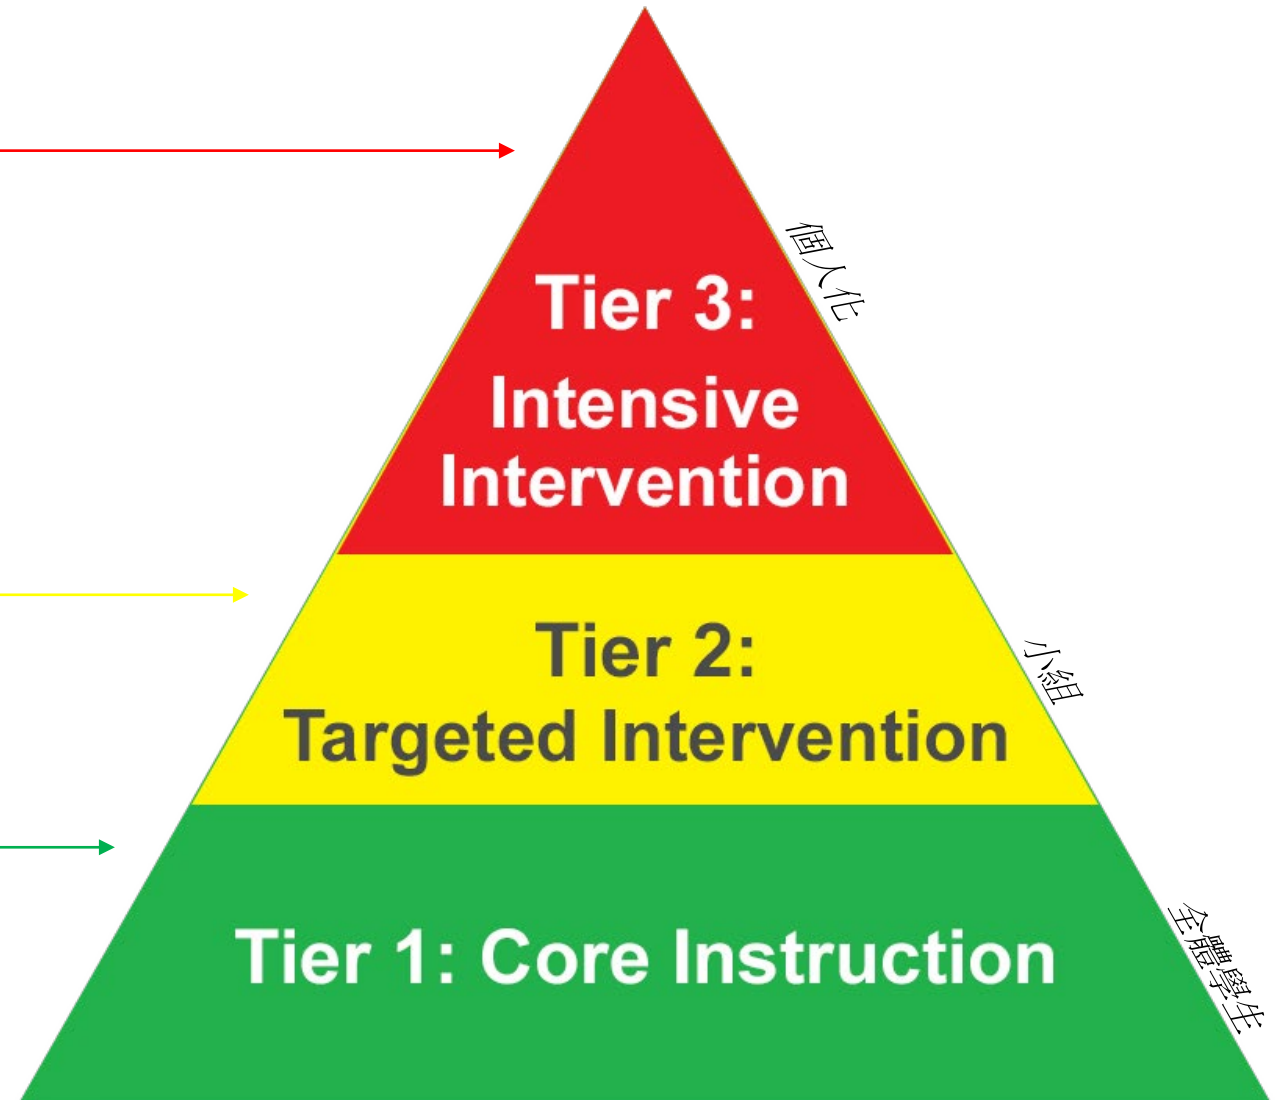 個人化
Tier 3:
Intensive
Intervention
小組
Tier 2:
Targeted Intervention
全體學生
Tier 1: Core Instruction